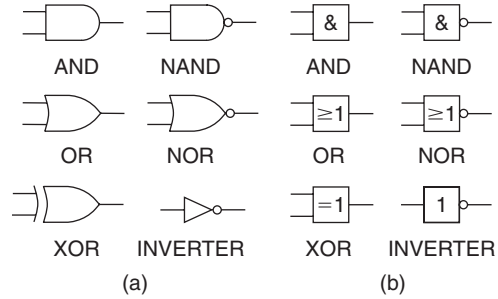 & &
AND NAND AND NAND
≥1 ≥1
OR NOR OR NOR
=1 1
XOR INVERTER XOR INVERTER
(a) (b)